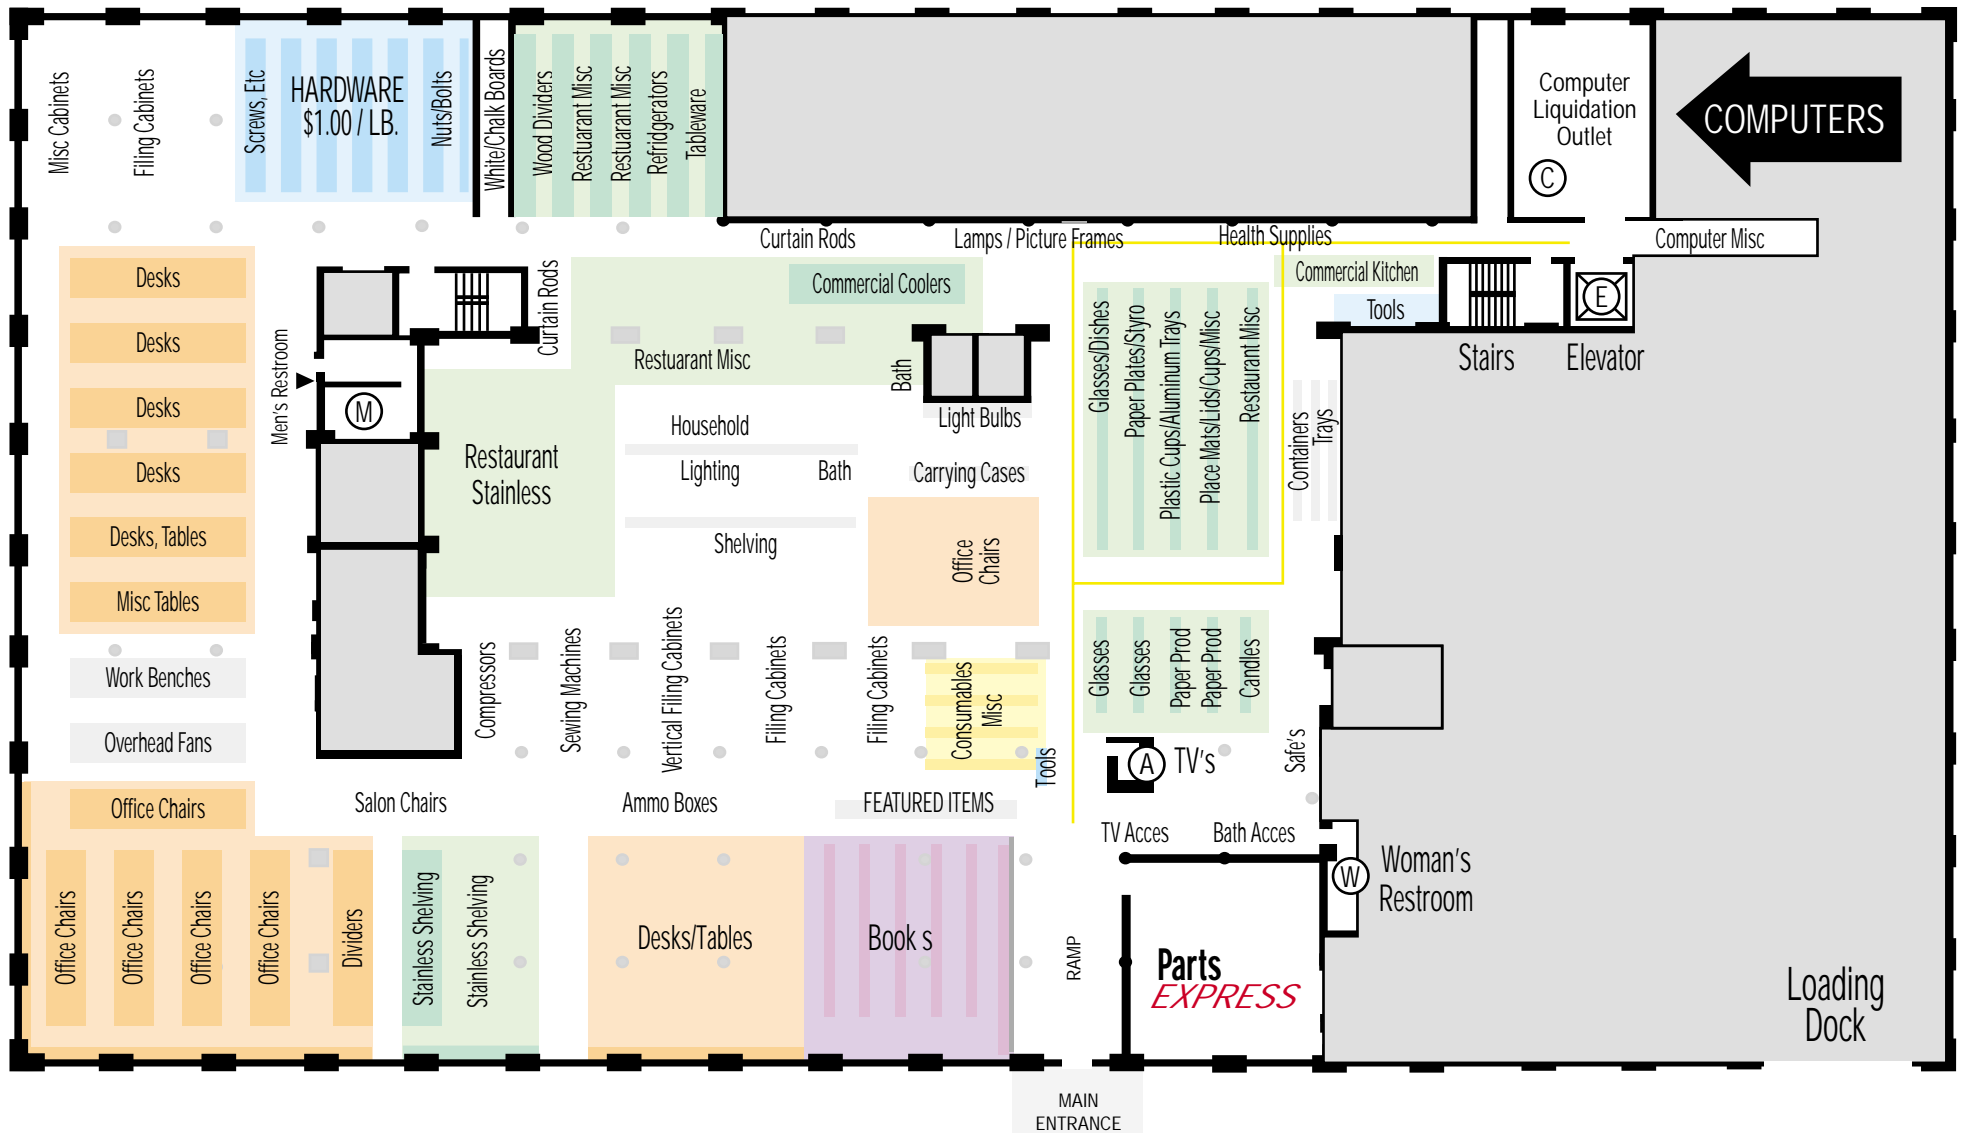 Misc Cabinets
Filing Cabinets
Screws, Etc
HARDWARE
$1.00 / LB.
Nuts/Bolts
White/Chalk Boards
Wood Dividers
Restuarant Misc
Restuarant Misc
Refridgerators
Tableware
Computer
Liquidation
Outlet
C
COMPUTERS
Curtain Rods
Lamps / Picture Frames
Health Supplies
Computer Misc
Desks
Desks
Desks
Desks
Desks, Tables
Misc Tables
Work Benches
Overhead Fans
Men's Restroom
M
Curtain Rods
Commercial Coolers
Restuarant Misc
Restaurant
Stainless
Household
Lighting
Bath
Shelving
Bath
Light Bulbs
Carrying Cases
Office
Chairs
Glasses/Dishes
Paper Plates/Styro
Plastic Cups/Aluminum Trays
Place Mats/Lids/Cups/Misc
Restaurant Misc
Commercial Kitchen
Tools
Stairs
E
Elevator
Containers
Trays
Compressors
Sewing Machines
Vertical Filing Cabinets
Filing Cabinets
Filing Cabinets
Consumables
Misc
Tools
Glasses
Glasses
Paper Prod
Paper Prod
Candles
A
TV's
Safe's
Office Chairs
Salon Chairs
Ammo Boxes
FEATURED ITEMS
TV Acces
Bath Acces
Office Chairs
Office Chairs
Office Chairs
Office Chairs
Dividers
Stainless Shelving
Stainless Shelving
Desks/Tables
Book s
RAMP
Parts
EXPRESS
W
Woman's
Restroom
Loading
Dock
MAIN
ENTRANCE